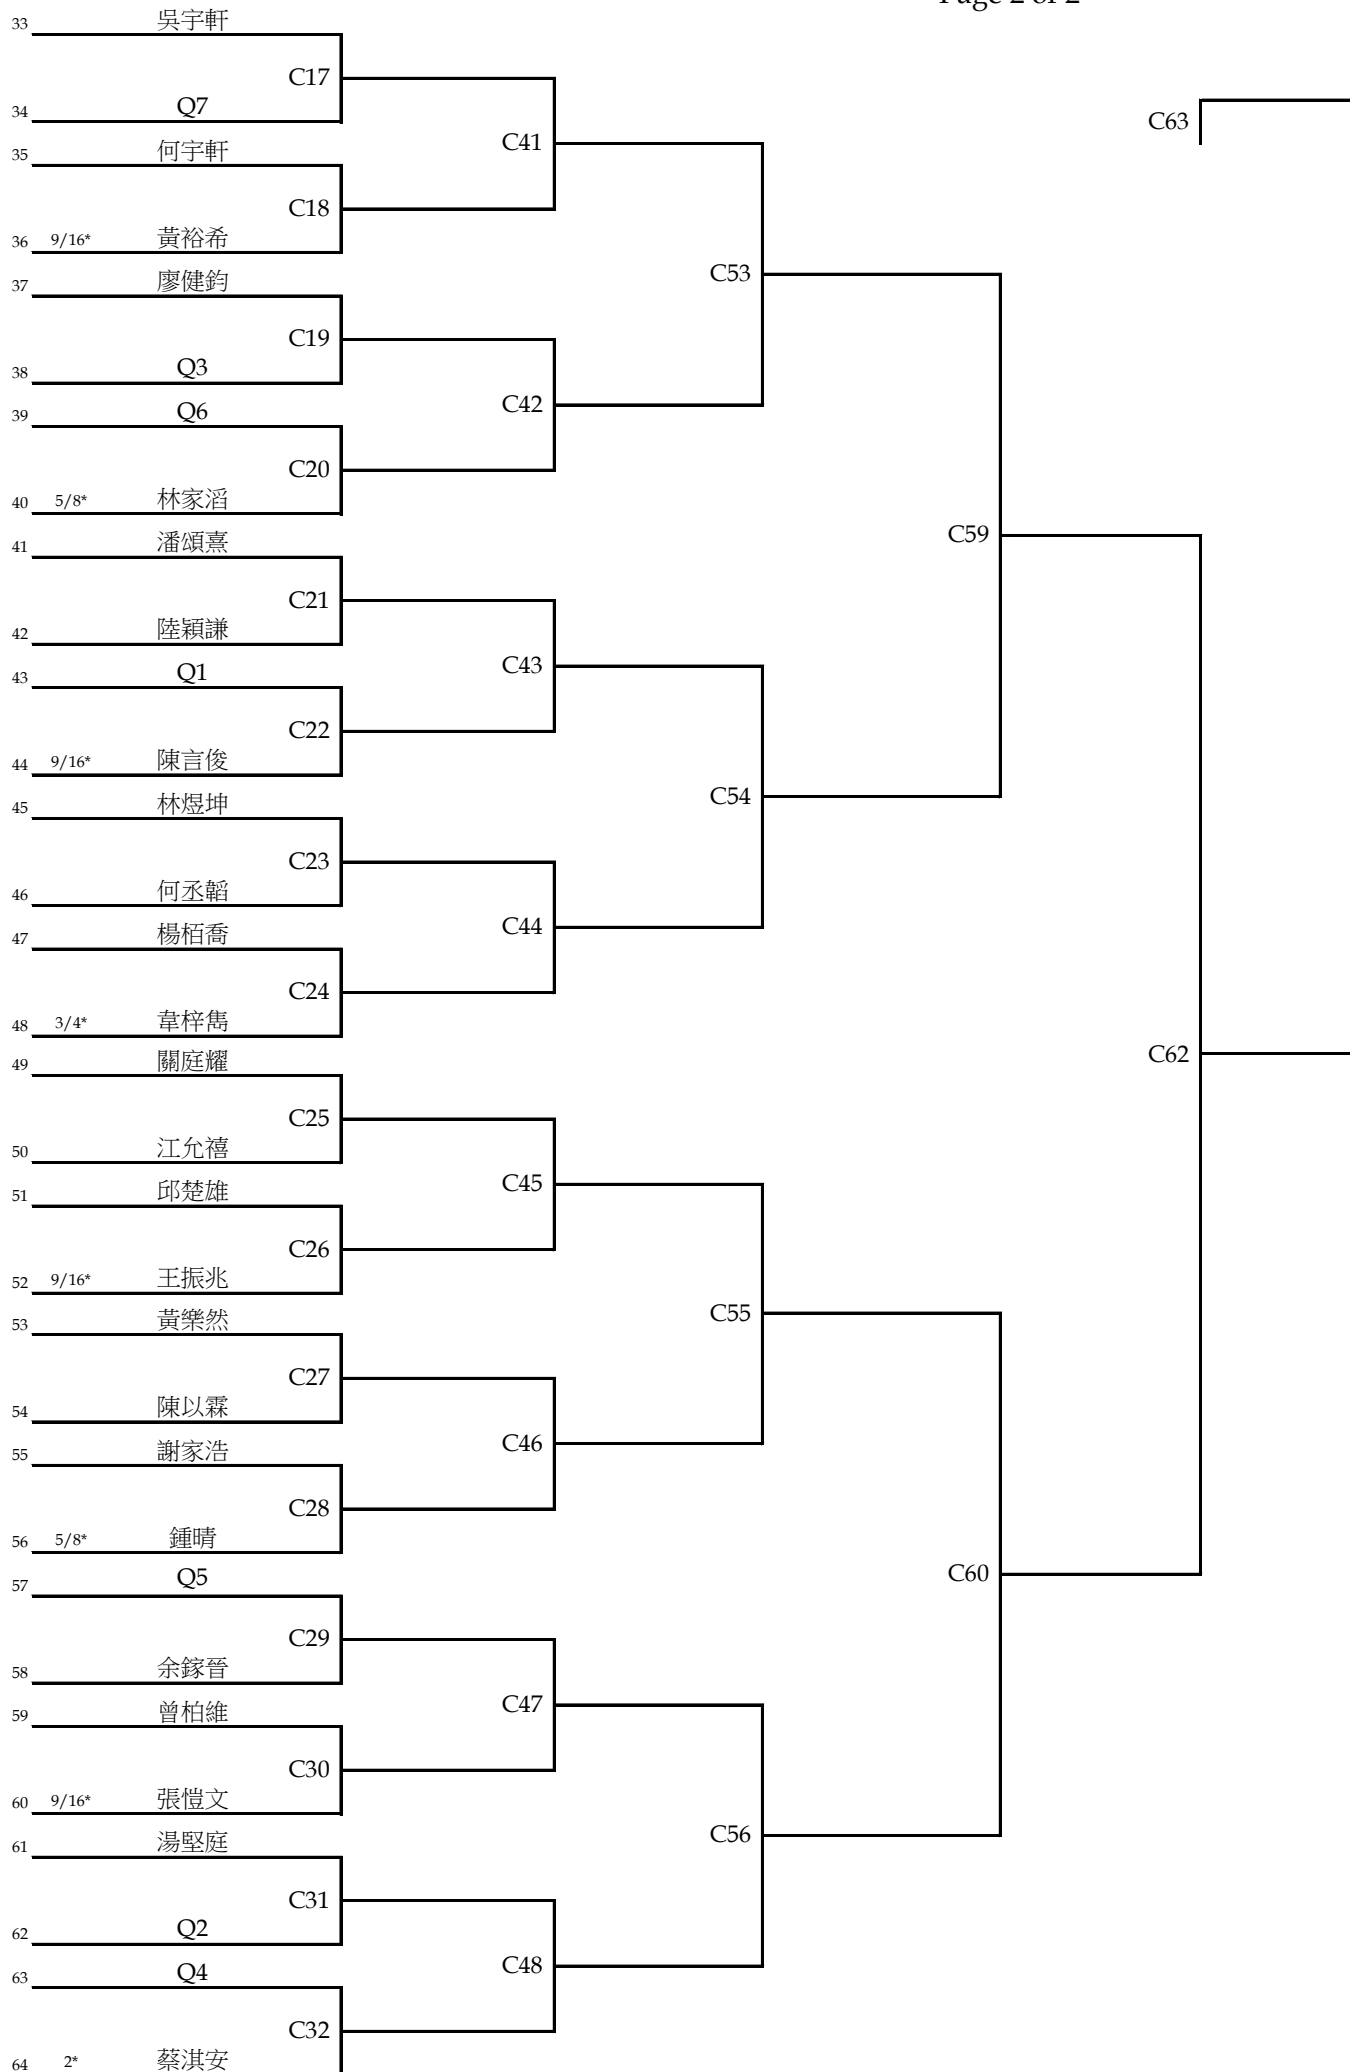 Page 2 of 2
33 吳宇軒
C17
34 Q7
C63
35 何宇軒
C41
C18
36 9/16* 黃裕希
37 廖健鈞
C53
C19
38 Q3
39 Q6
C42
C20
40 5/8* 林家滔
41 潘頌熹
C59
C21
42 陸穎謙
43 Q1
C43
C22
44 9/16* 陳言俊
45 林煜坤
C54
C23
46 何丞韜
47 楊栢喬
C44
C24
48 3/4* 韋梓雋
49 關庭耀
C62
C25
50 江允禧
51 邱楚雄
C45
C26
52 9/16* 王振兆
53 黃樂然
C55
C27
54 陳以霖
55 謝家浩
C46
C28
56 5/8* 鍾晴
57 Q5
C60
C29
58 余鎵晉
59 曾柏維
C47
C30
60 9/16* 張愷文
61 湯堅庭
C56
C31
62 Q2
63 Q4
C48
C32
64 2* 蔡淇安